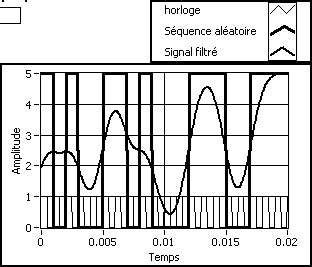 horloge
Séquence aléatoire
Signal filtré
5
4
3
2
1
0
Amplitude
0
0.005
0.01
0.015
0.02
Temps